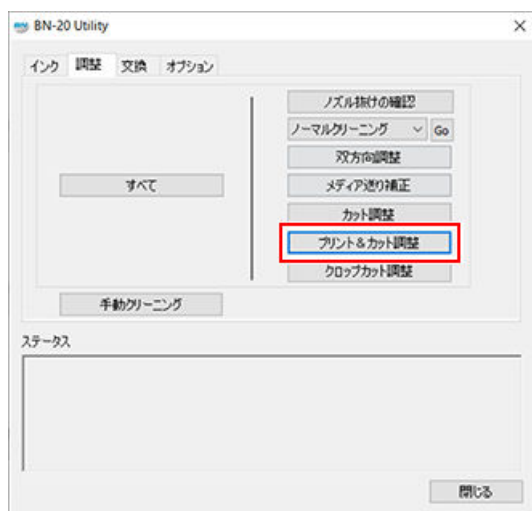 BN-20 Utility
インク 調整 交換 オプション
ノズル抜けの確認
ノーマルクリーニング Go
双方向調整
すべて メディア送り補正
カット調整
プリント＆カット調整
クロップカット調整
手動クリーニング
ステータス
閉じる